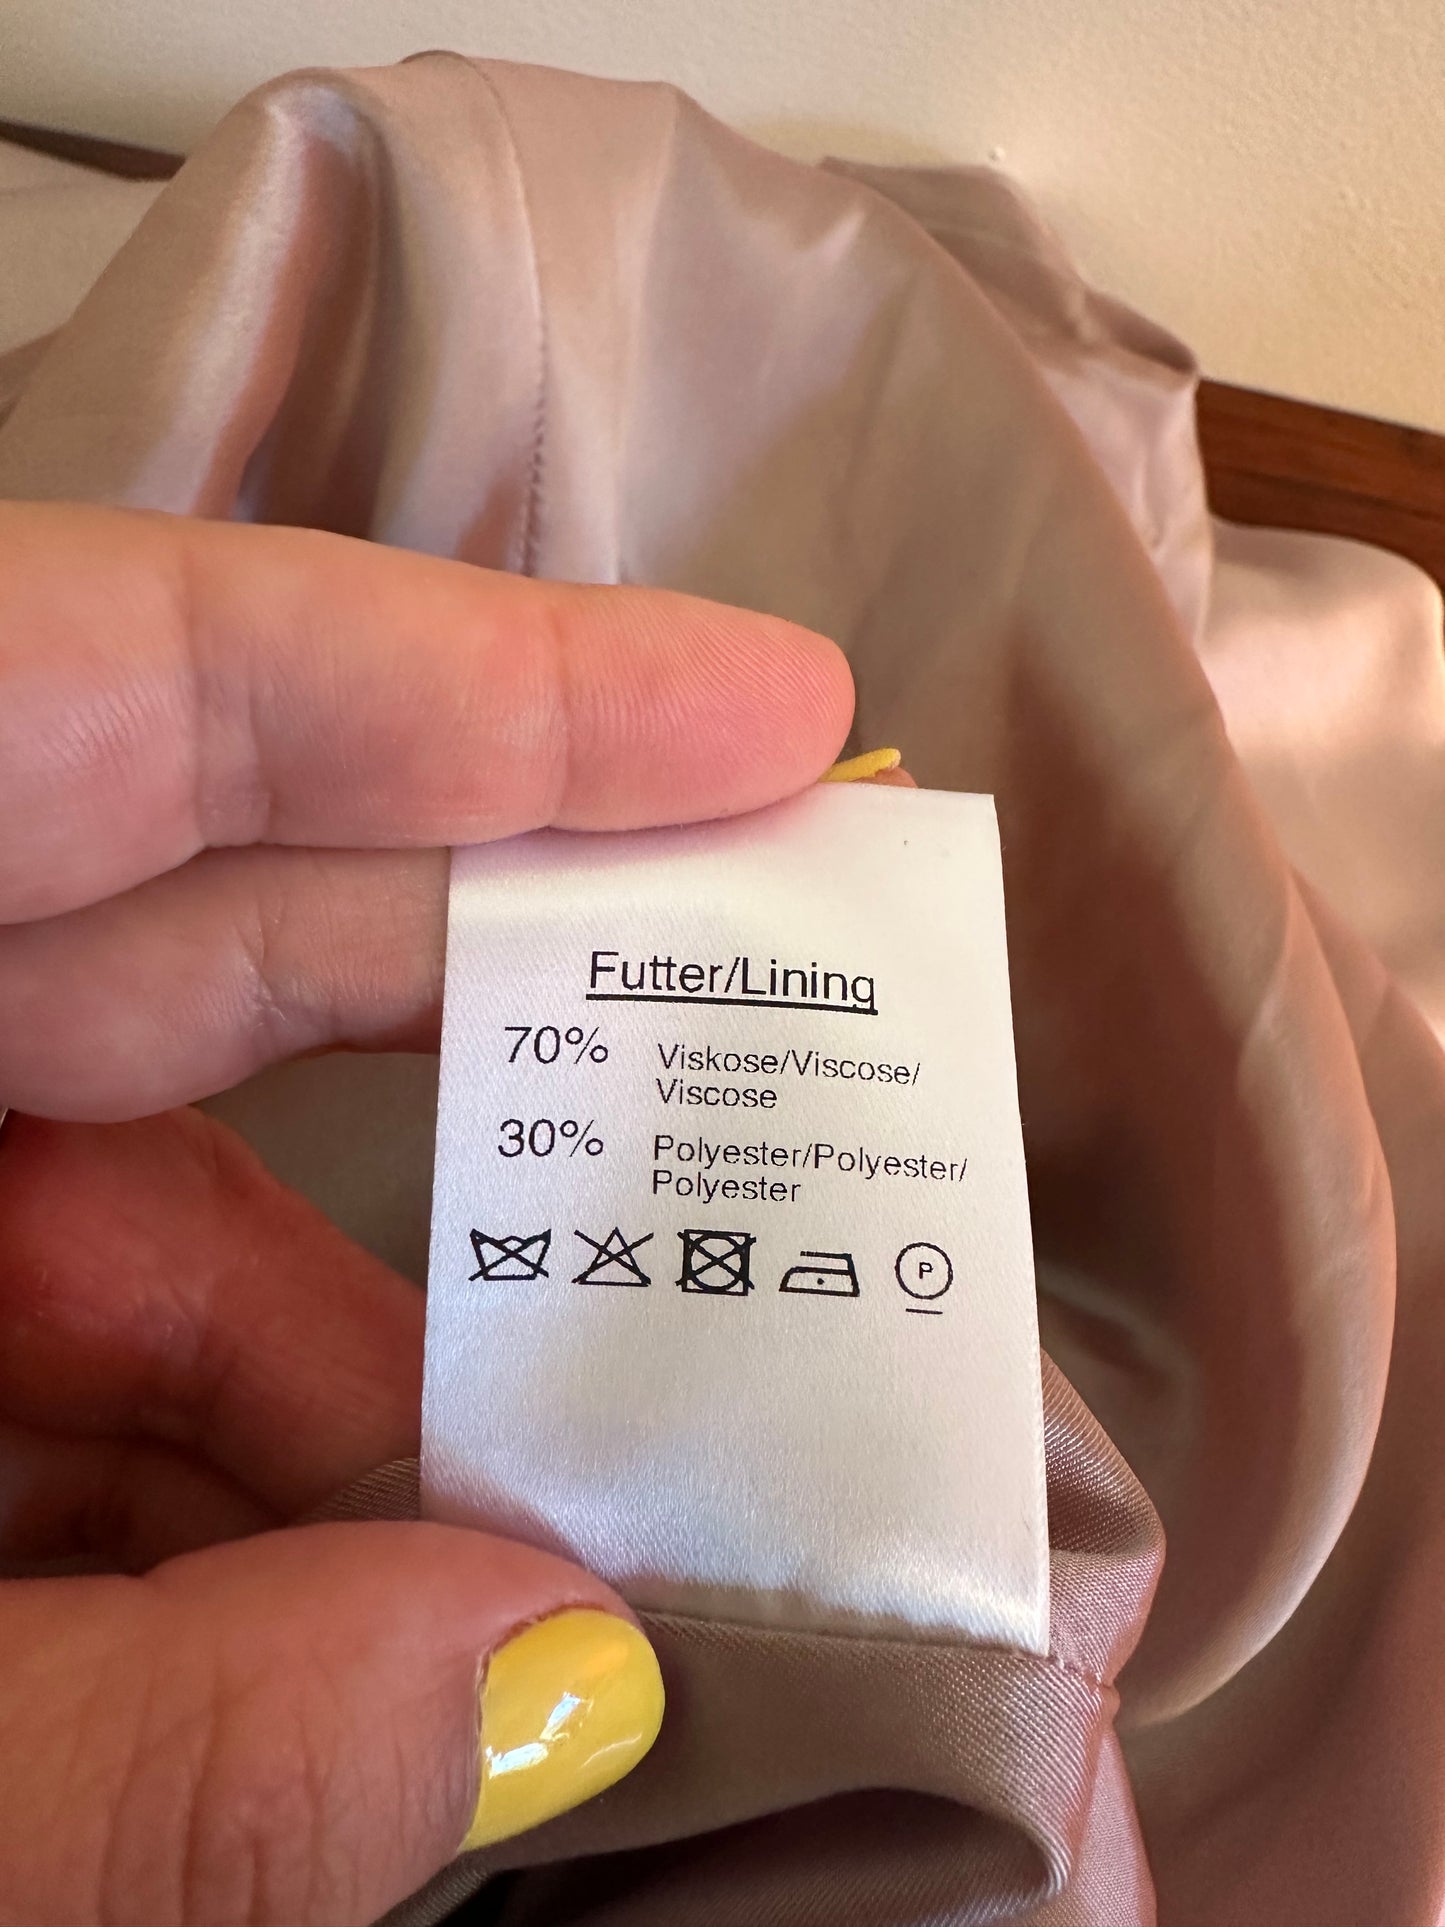 Futter/Lining
70% Viskose/Viscose/
Viscose
30% Polyester/Polyester/
Polyester
P